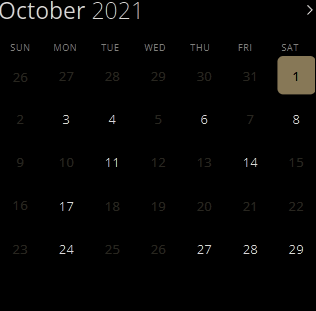 October 2021
SUN MON TUE WED THU FRI SAT
26 27 28 29 30 31 1
2 3 4 5 6 7 8
9 10 11 12 13 14 15
16 17 18 19 20 21 22
23 24 25 26 27 28 29